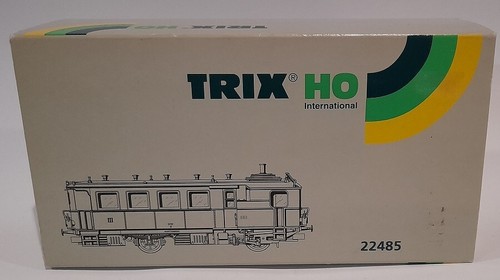 TRIX® HO
International
22485